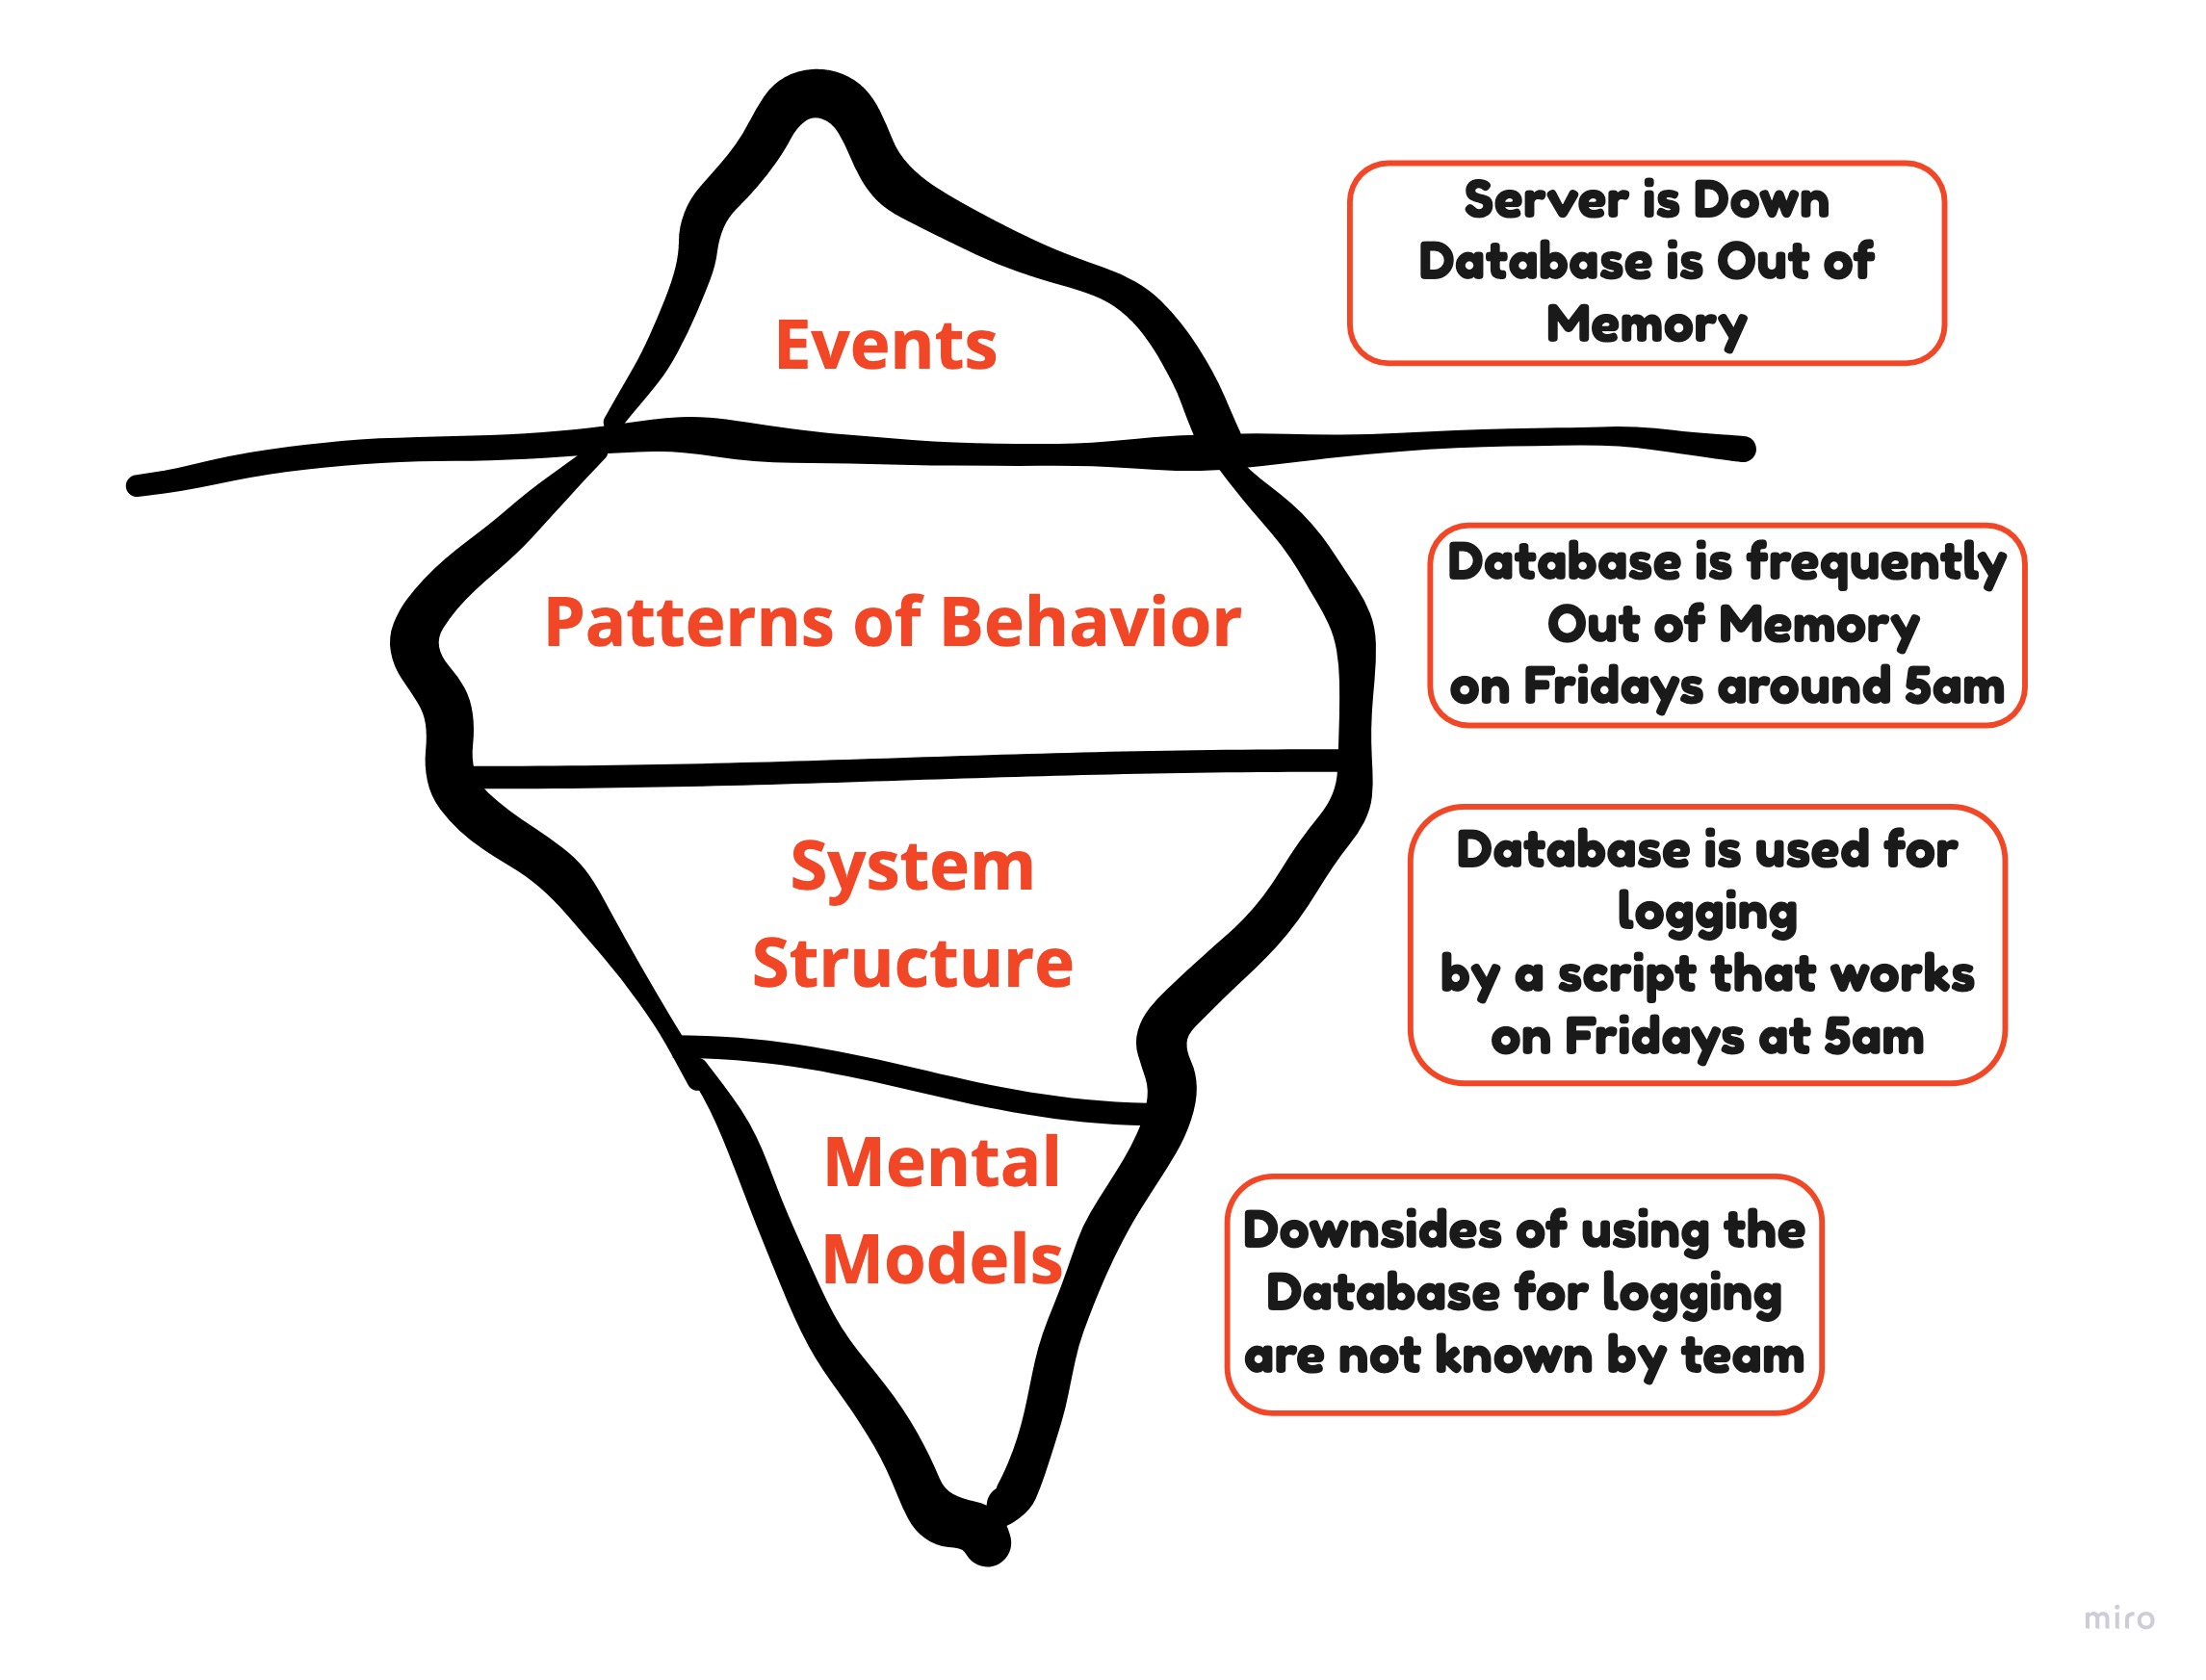 Server is Down
Database is Out of
Memory
Events
Database is frequently
Out of Memory
on Fridays around 5am
Patterns of Behavior
Database is used for
logging
by a script that works
on Fridays at 5am
System
Structure
Mental
Models
Downsides of using the
Database for logging
are not known by team
miro